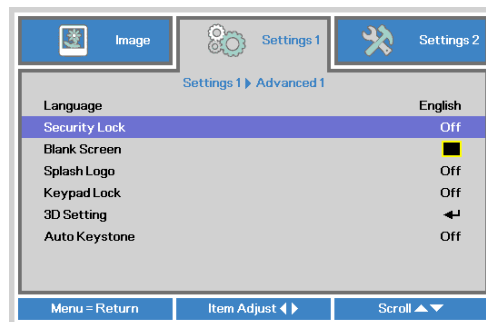 Image
Settings 1
Settings 2
Settings 1 ▶ Advanced 1
Language English
Security Lock Off
Blank Screen
Splash Logo Off
Keypad Lock Off
3D Setting ↵
Auto Keystone Off
Menu = Return Item Adjust ◀▶ Scroll ▲▼